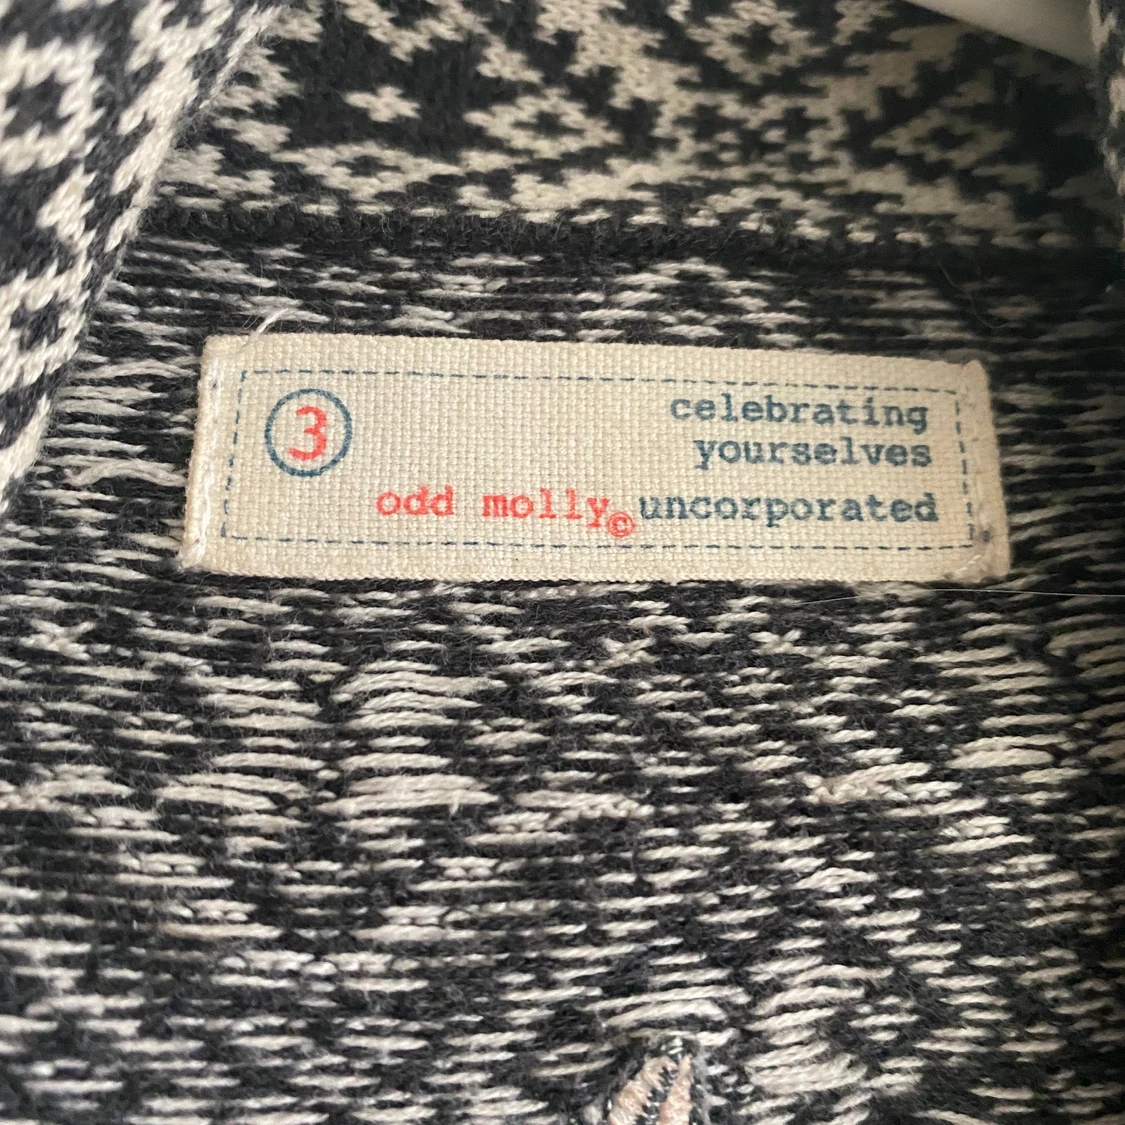 3
celebrating
yourselves
odd molly© uncorporated